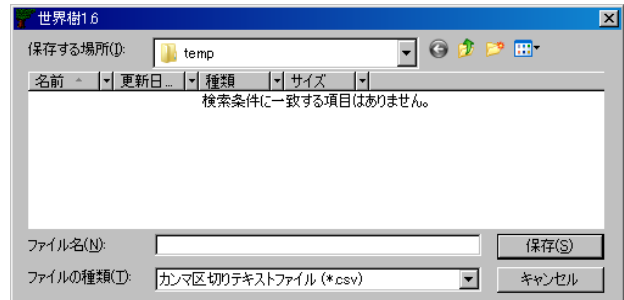 世界樹1.6
保存する場所(I): temp
名前 更新日... 種類 サイズ
検索条件に一致する項目はありません。
ファイル名(N): 保存(S)
ファイルの種類(T): カンマ区切りテキストファイル (*.csv) キャンセル